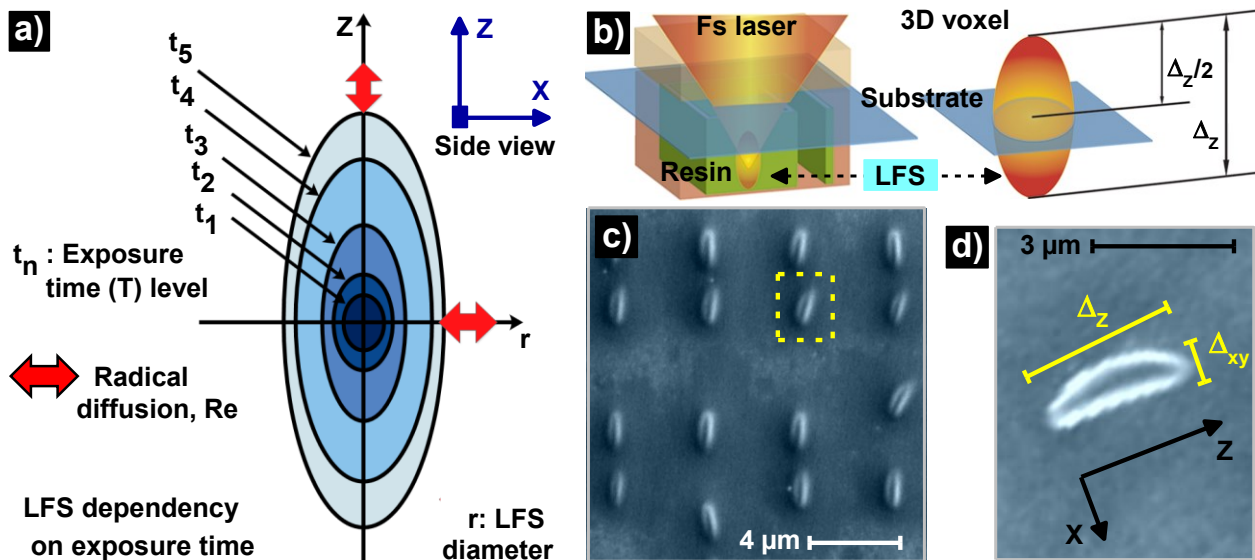 a)
Z
t5
t4
t3
t2
t1
Z
X
Side view
tn : Exposure
time (T) level
r
Radical
diffusion, Re
LFS dependency
on exposure time
r: LFS
diameter
b)
Fs laser
3D voxel
Substrate
Resin
LFS
ΔZ/2
ΔZ
c)
4 μm
d)
3 μm
ΔZ
Δxy
Z
X